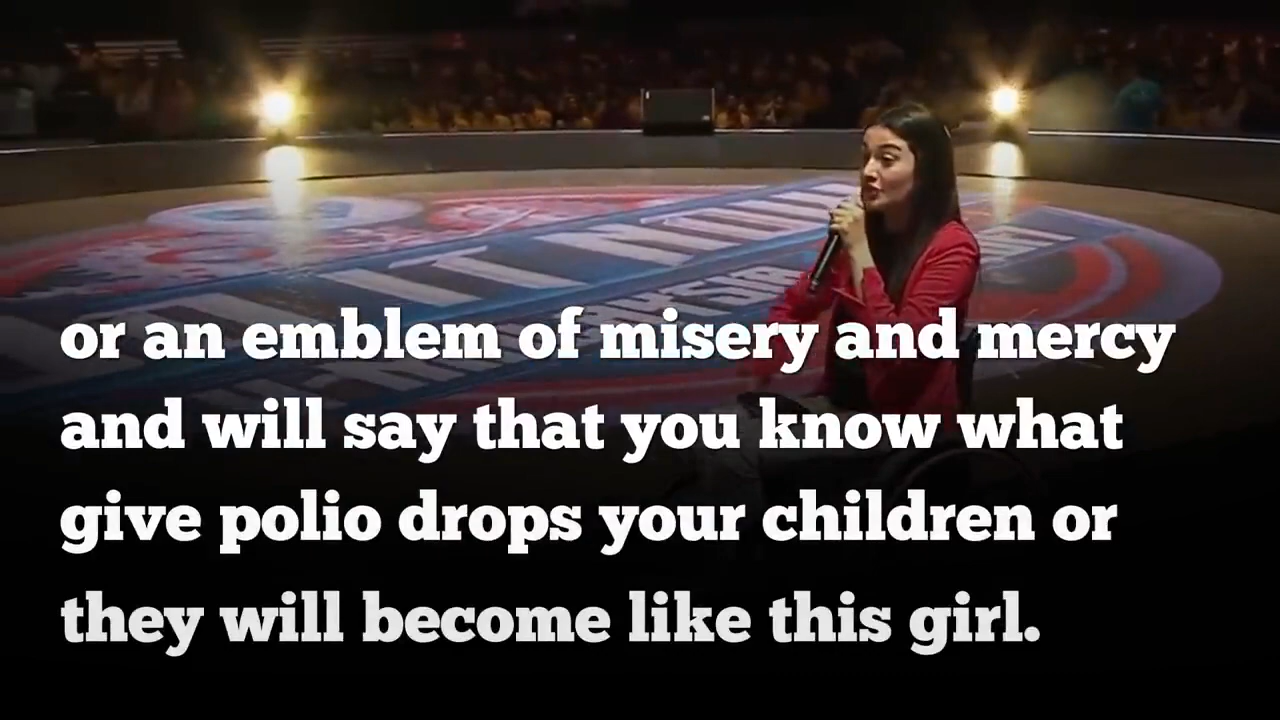 or an emblem of misery and mercy
and will say that you know what
give polio drops your children or
they will become like this girl.